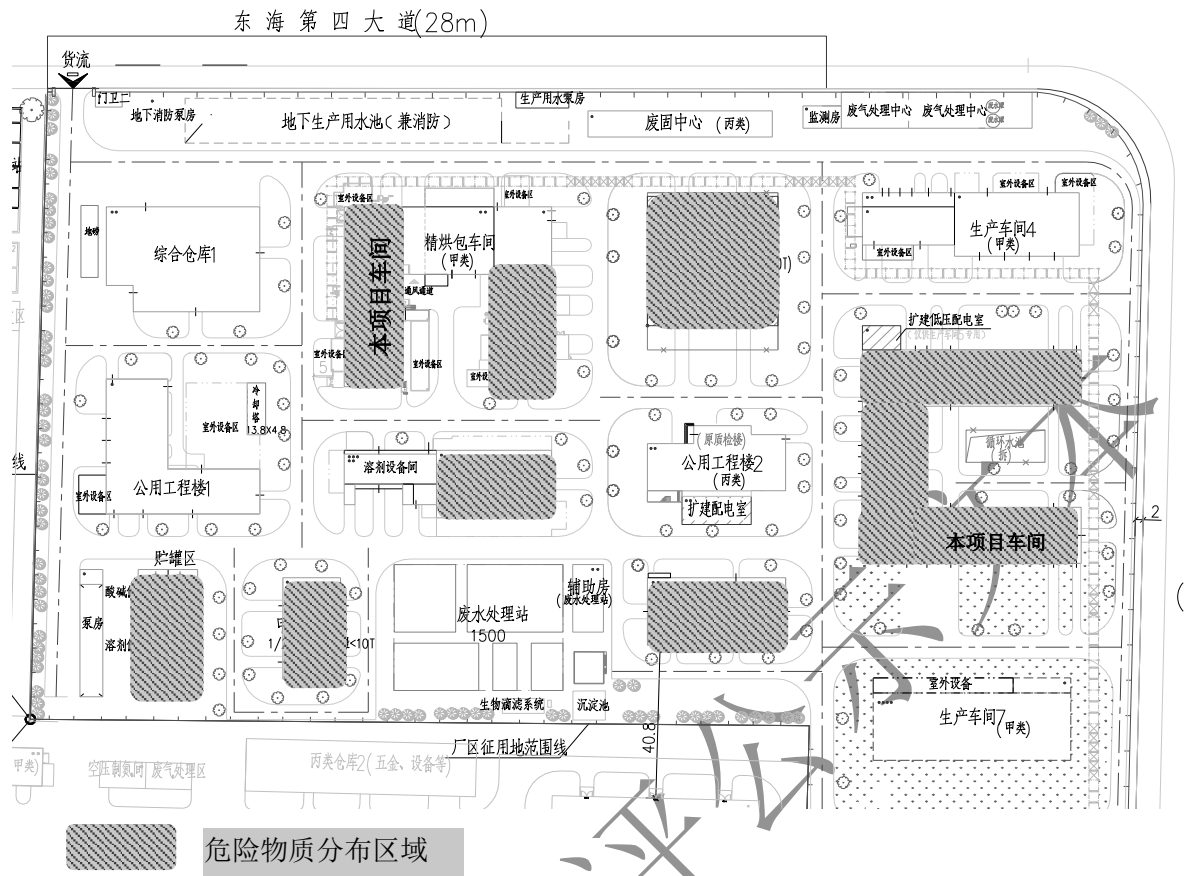 东海第四大道(28m)
货流
门卫二
地下消防泵房
地下生产用水池(兼消防)
生产用水泵房
废固中心 (丙类)
监测房
废气处理中心
废气处理中心
地磅
综合仓库1
室外设备区
本项目车间
精烘包车间
(甲类)
室外设备区
通风通道
室外设备区
室外设备区
室外设备区
室外设备区
生产车间4
(甲类)
室外设备区
扩建低压配电室
冷却塔
13.8X4.8
室外设备区
室外设备区
公用工程楼1
溶剂设备间
(原质检楼)
公用工程楼2
(丙类)
扩建配电室
循环水池
(拆)
本项目车间
2
贮罐区
酸碱
泵房
溶剂
1/
<10T
废水处理站
1500
辅助房
(废水处理站)
生物滴滤系统
沉淀池
40.8
厂区征用地范围线
室外设备
生产车间7
(甲类)
甲类)
空压制氮间
废气处理区
丙类仓库2(五金、设备等)
评公示
危险物质分布区域